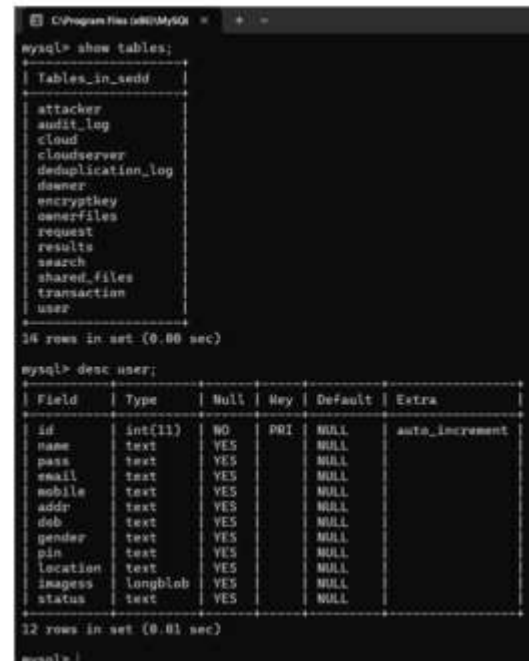 C:\Program Files (x86)\MySQL
mysql> show tables;
| Tables_in_sedd |
| attacker |
| audit_log |
| cloud |
| cloudserver |
| deduplication_log |
| downer |
| encryptkey |
| ownerfiles |
| request |
| results |
| search |
| shared_files |
| transaction |
| user |
14 rows in set (0.00 sec)
mysql> desc user;
| Field | Type | Null | Key | Default | Extra |
| id | int(11) | NO | PRI | NULL | auto_increment |
| name | text | YES | | NULL | |
| pass | text | YES | | NULL | |
| email | text | YES | | NULL | |
| mobile | text | YES | | NULL | |
| addr | text | YES | | NULL | |
| dob | text | YES | | NULL | |
| gender | text | YES | | NULL | |
| pin | text | YES | | NULL | |
| location | text | YES | | NULL | |
| imagess | longblob | YES | | NULL | |
| status | text | YES | | NULL | |
12 rows in set (0.01 sec)
mysql>